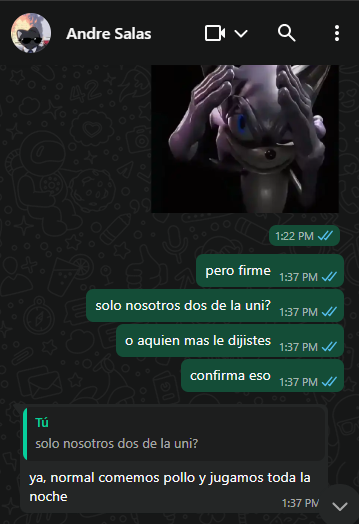 Andre Salas
1:22 PM
pero firme
1:37 PM
solo nosotros dos de la uni?
1:37 PM
o aquien mas le dijistes
1:37 PM
confirma eso
1:37 PM
Tú
solo nosotros dos de la uni?
ya, normal comemos pollo y jugamos toda la
noche
1:37 PM